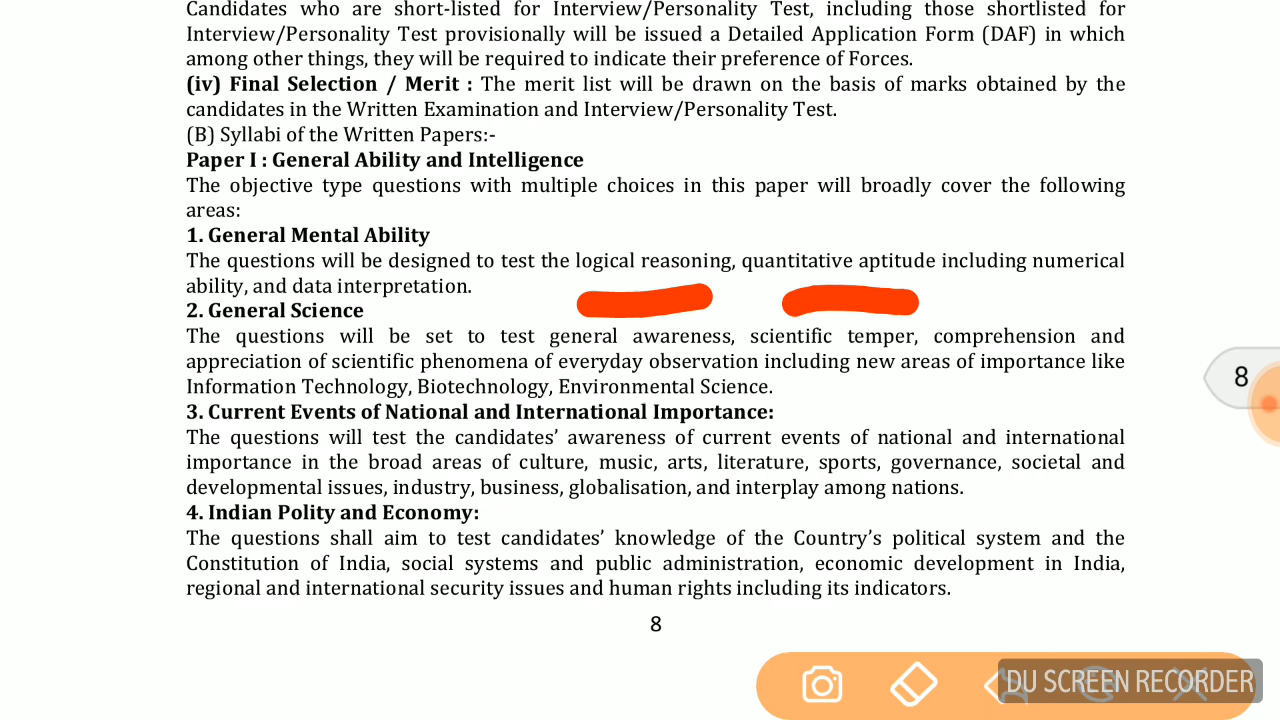 Candidates who are short-listed for Interview/Personality Test, including those shortlisted for
Interview/Personality Test provisionally will be issued a Detailed Application Form (DAF) in which
among other things, they will be required to indicate their preference of Forces.
(iv) Final Selection / Merit : The merit list will be drawn on the basis of marks obtained by the
candidates in the Written Examination and Interview/Personality Test.
(B) Syllabi of the Written Papers:-
Paper I : General Ability and Intelligence
The objective type questions with multiple choices in this paper will broadly cover the following
areas:
1. General Mental Ability
The questions will be designed to test the logical reasoning, quantitative aptitude including numerical
ability, and data interpretation.
2. General Science
The questions will be set to test general awareness, scientific temper, comprehension and
appreciation of scientific phenomena of everyday observation including new areas of importance like
Information Technology, Biotechnology, Environmental Science.
3. Current Events of National and International Importance:
The questions will test the candidates’ awareness of current events of national and international
importance in the broad areas of culture, music, arts, literature, sports, governance, societal and
developmental issues, industry, business, globalisation, and interplay among nations.
4. Indian Polity and Economy:
The questions shall aim to test candidates’ knowledge of the Country’s political system and the
Constitution of India, social systems and public administration, economic development in India,
regional and international security issues and human rights including its indicators.
8
8
DU SCREEN RECORDER